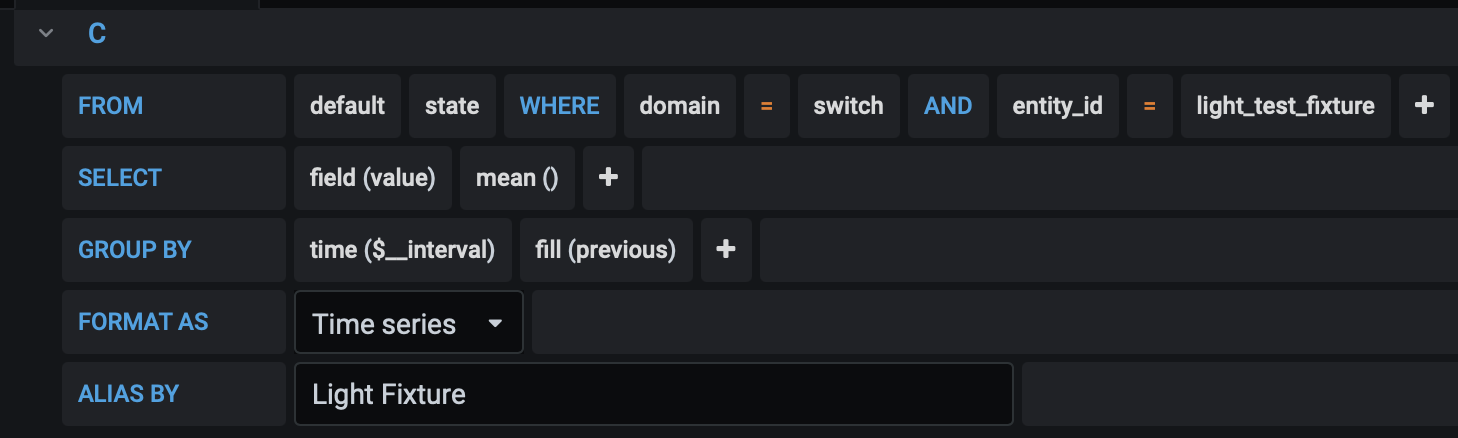 C
FROM default state WHERE domain = switch AND entity_id = light_test_fixture +
SELECT field (value) mean () +
GROUP BY time ($__interval) fill (previous) +
FORMAT AS Time series
ALIAS BY Light Fixture